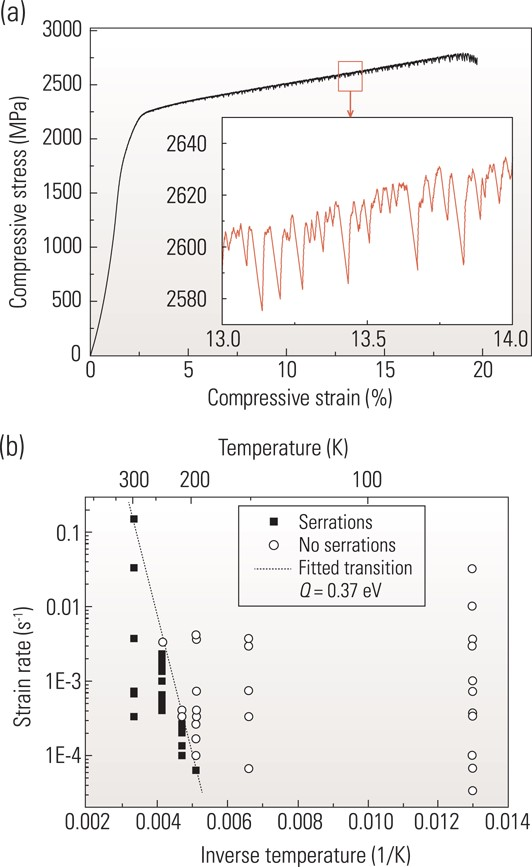 (a)
3000
2500
2000
1500
1000
500
0
Compressive stress (MPa)
2640
2620
2600
2580
13.0 13.5 14.0
0 5 10 15 20
Compressive strain (%)
(b)
Temperature (K)
300 200 100
Serrations
No serrations
Fitted transition
Q = 0.37 eV
0.1
0.01
1E-3
1E-4
Strain rate (s-1)
0.002 0.004 0.006 0.008 0.010 0.012 0.014
Inverse temperature (1/K)